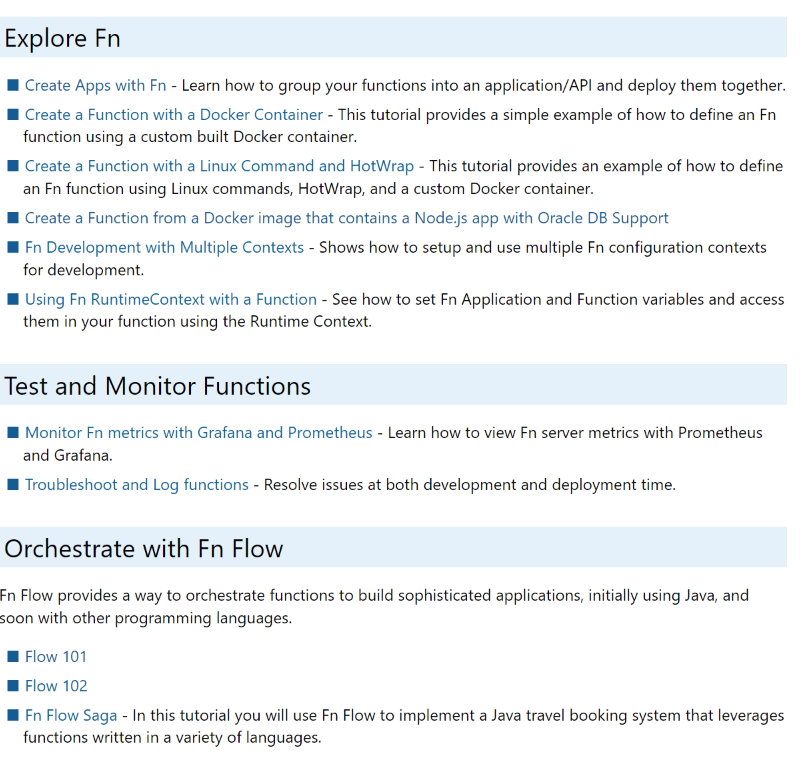 Explore Fn
Create Apps with Fn - Learn how to group your functions into an application/API and deploy them together.
Create a Function with a Docker Container - This tutorial provides a simple example of how to define an Fn
function using a custom built Docker container.
Create a Function with a Linux Command and HotWrap - This tutorial provides an example of how to define
an Fn function using Linux commands, HotWrap, and a custom Docker container.
Create a Function from a Docker image that contains a Node.js app with Oracle DB Support
Fn Development with Multiple Contexts - Shows how to setup and use multiple Fn configuration contexts
for development.
Using Fn RuntimeContext with a Function - See how to set Fn Application and Function variables and access
them in your function using the Runtime Context.
Test and Monitor Functions
Monitor Fn metrics with Grafana and Prometheus - Learn how to view Fn server metrics with Prometheus
and Grafana.
Troubleshoot and Log functions - Resolve issues at both development and deployment time.
Orchestrate with Fn Flow
Fn Flow provides a way to orchestrate functions to build sophisticated applications, initially using Java, and
soon with other programming languages.
Flow 101
Flow 102
Fn Flow Saga - In this tutorial you will use Fn Flow to implement a Java travel booking system that leverages
functions written in a variety of languages.